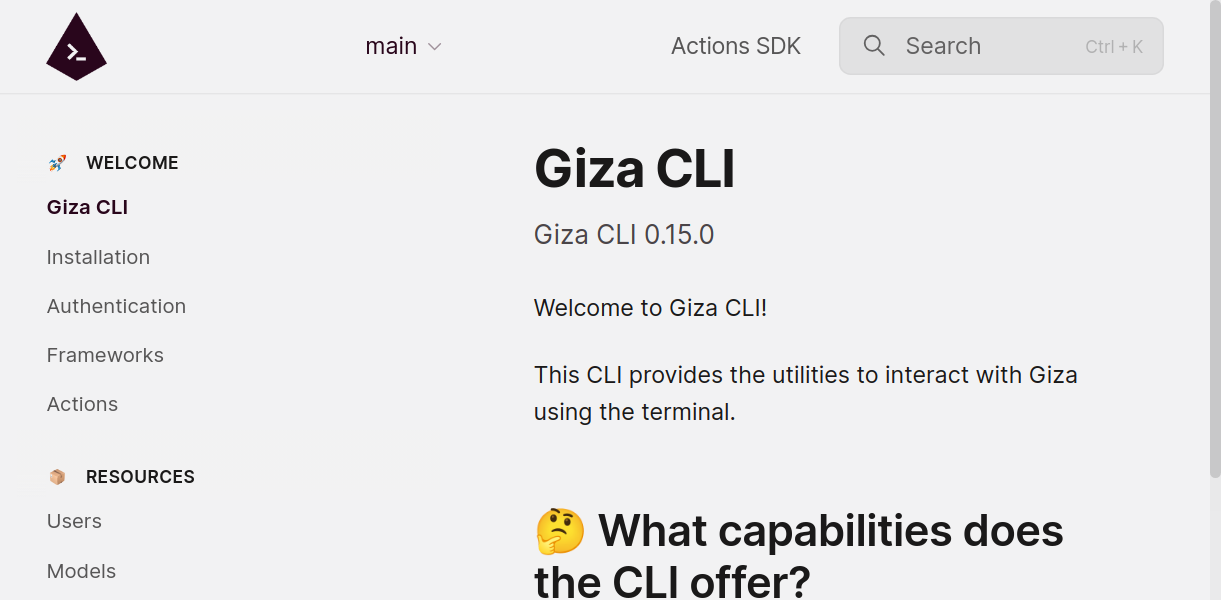 main
Actions SDK
Search
Ctrl + K
🚀 WELCOME
Giza CLI
Installation
Authentication
Frameworks
Actions
📦 RESOURCES
Users
Models
Giza CLI
Giza CLI 0.15.0
Welcome to Giza CLI!
This CLI provides the utilities to interact with Giza
using the terminal.
🤔 What capabilities does
the CLI offer?